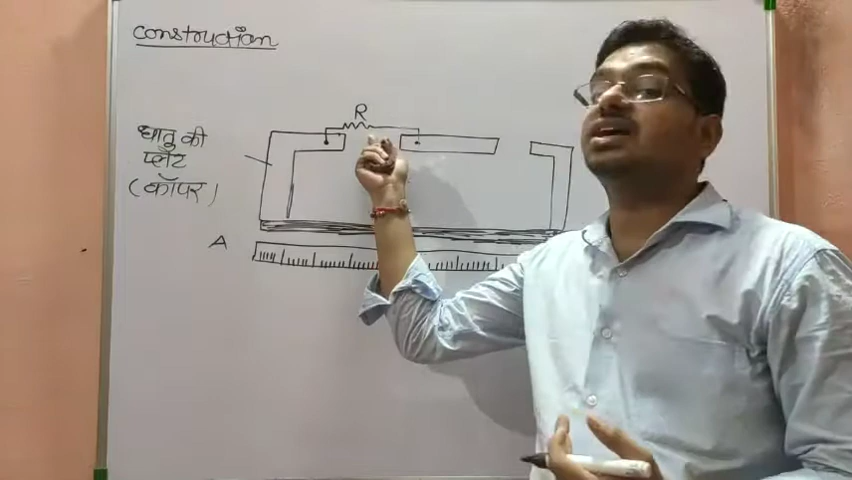 construction
R
धातु की
प्लेट
(कॉपर)
A